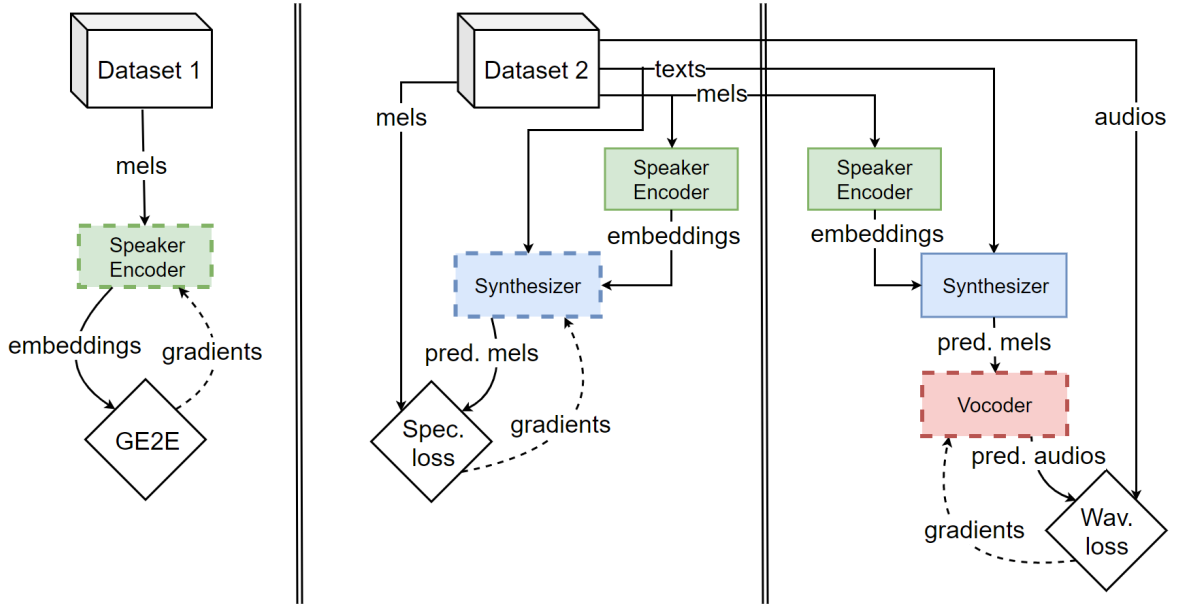 Dataset 1
mels
Speaker
Encoder
embeddings
gradients
GE2E
Dataset 2
mels
texts
mels
Speaker
Encoder
embeddings
Synthesizer
pred. mels
gradients
Spec.
loss
audios
Speaker
Encoder
embeddings
Synthesizer
pred. mels
Vocoder
pred. audios
gradients
Wav.
loss